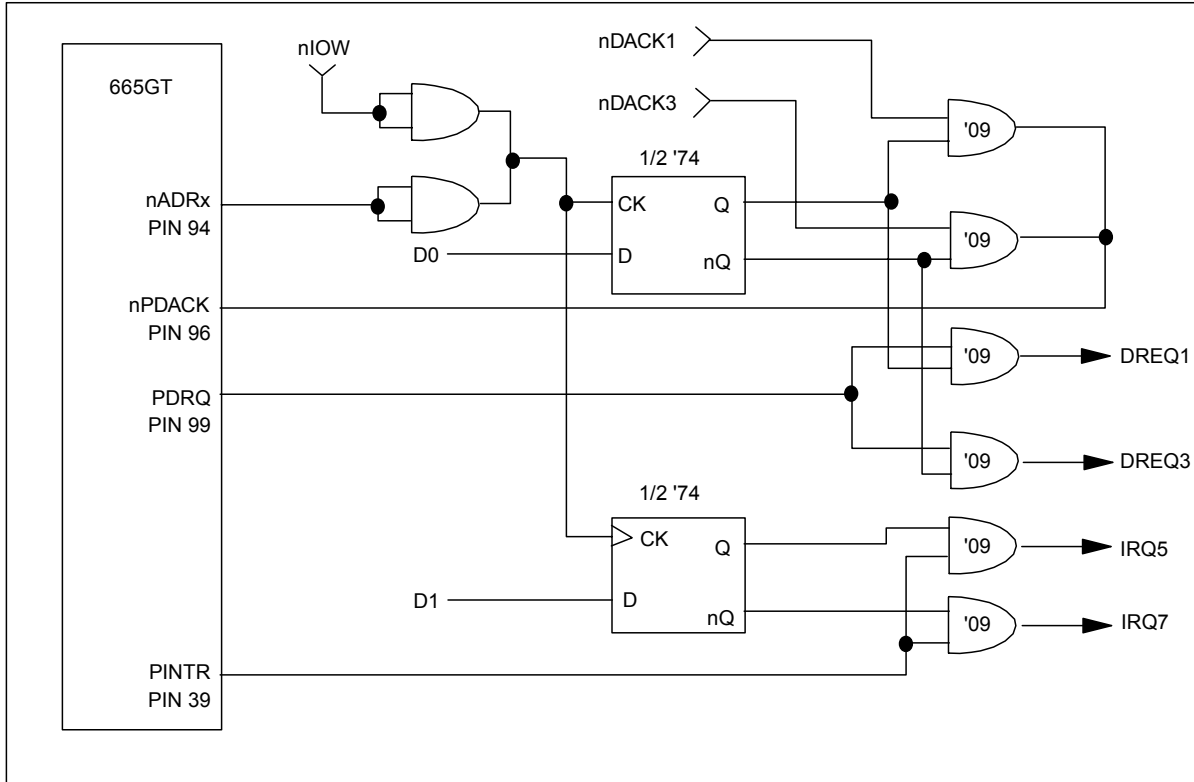 665GT
nIOW
nDACK1
nDACK3
'09
1/2 '74
nADRx
PIN 94
CK
Q
'09
D0
D
nQ
nPDACK
PIN 96
'09
DREQ1
PDRQ
PIN 99
'09
DREQ3
1/2 '74
CK
Q
'09
IRQ5
D1
D
nQ
'09
IRQ7
PINTR
PIN 39